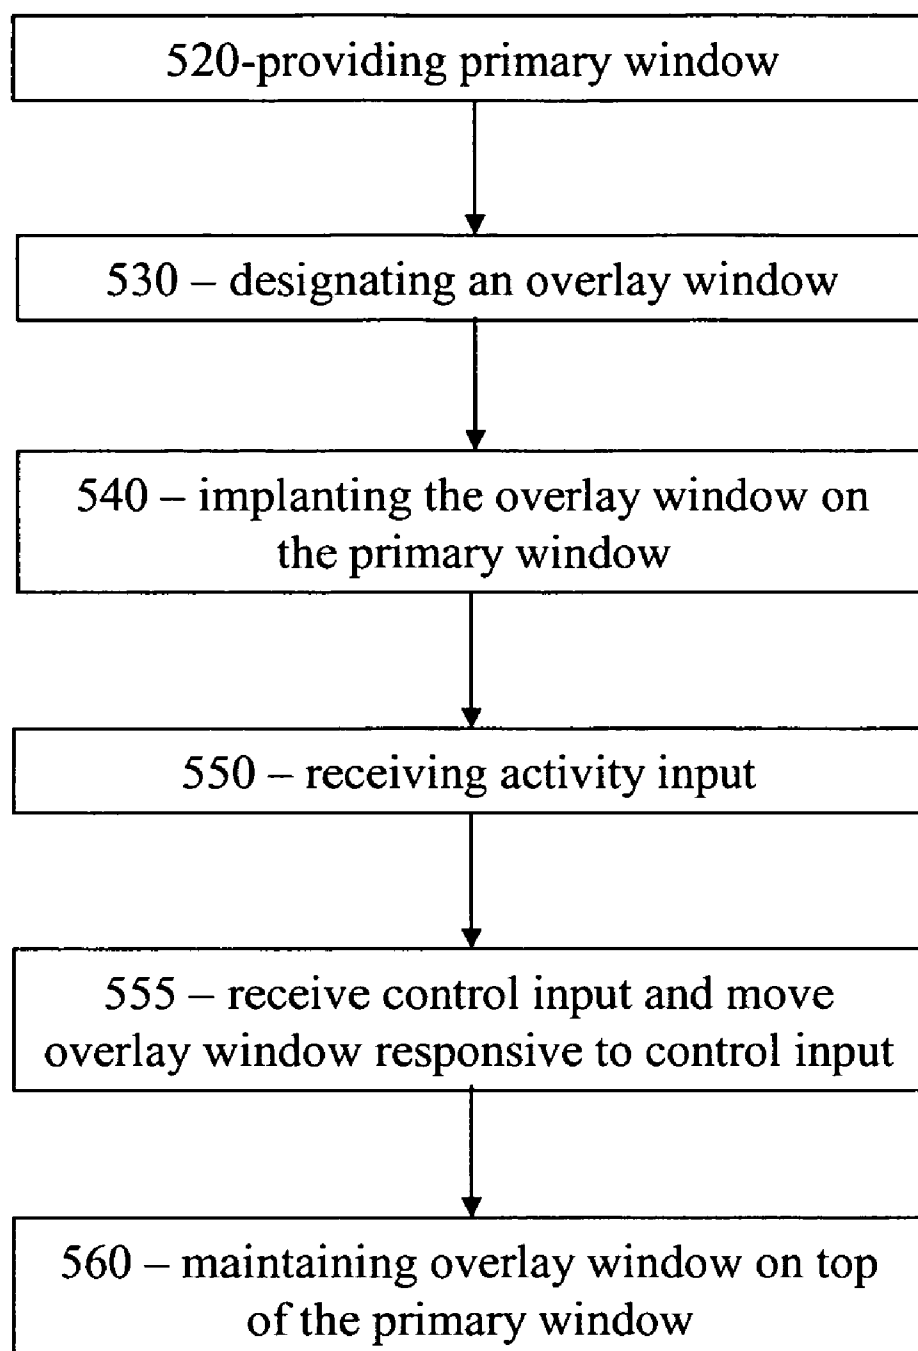 520-providing primary window
530 – designating an overlay window
540 – implanting the overlay window on
the primary window
550 – receiving activity input
555 – receive control input and move
overlay window responsive to control input
560 – maintaining overlay window on top
of the primary window